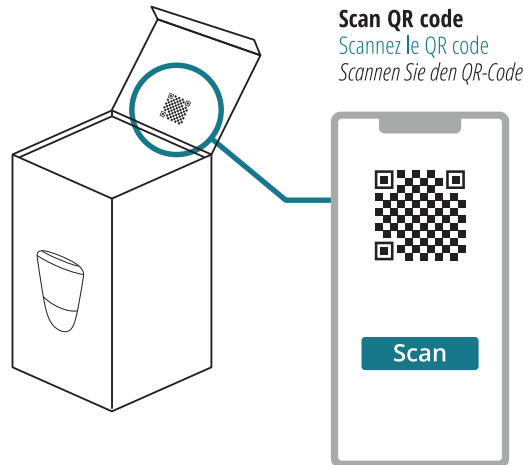 Scan QR code
Scannez le QR code
Scannen Sie den QR-Code
Scan